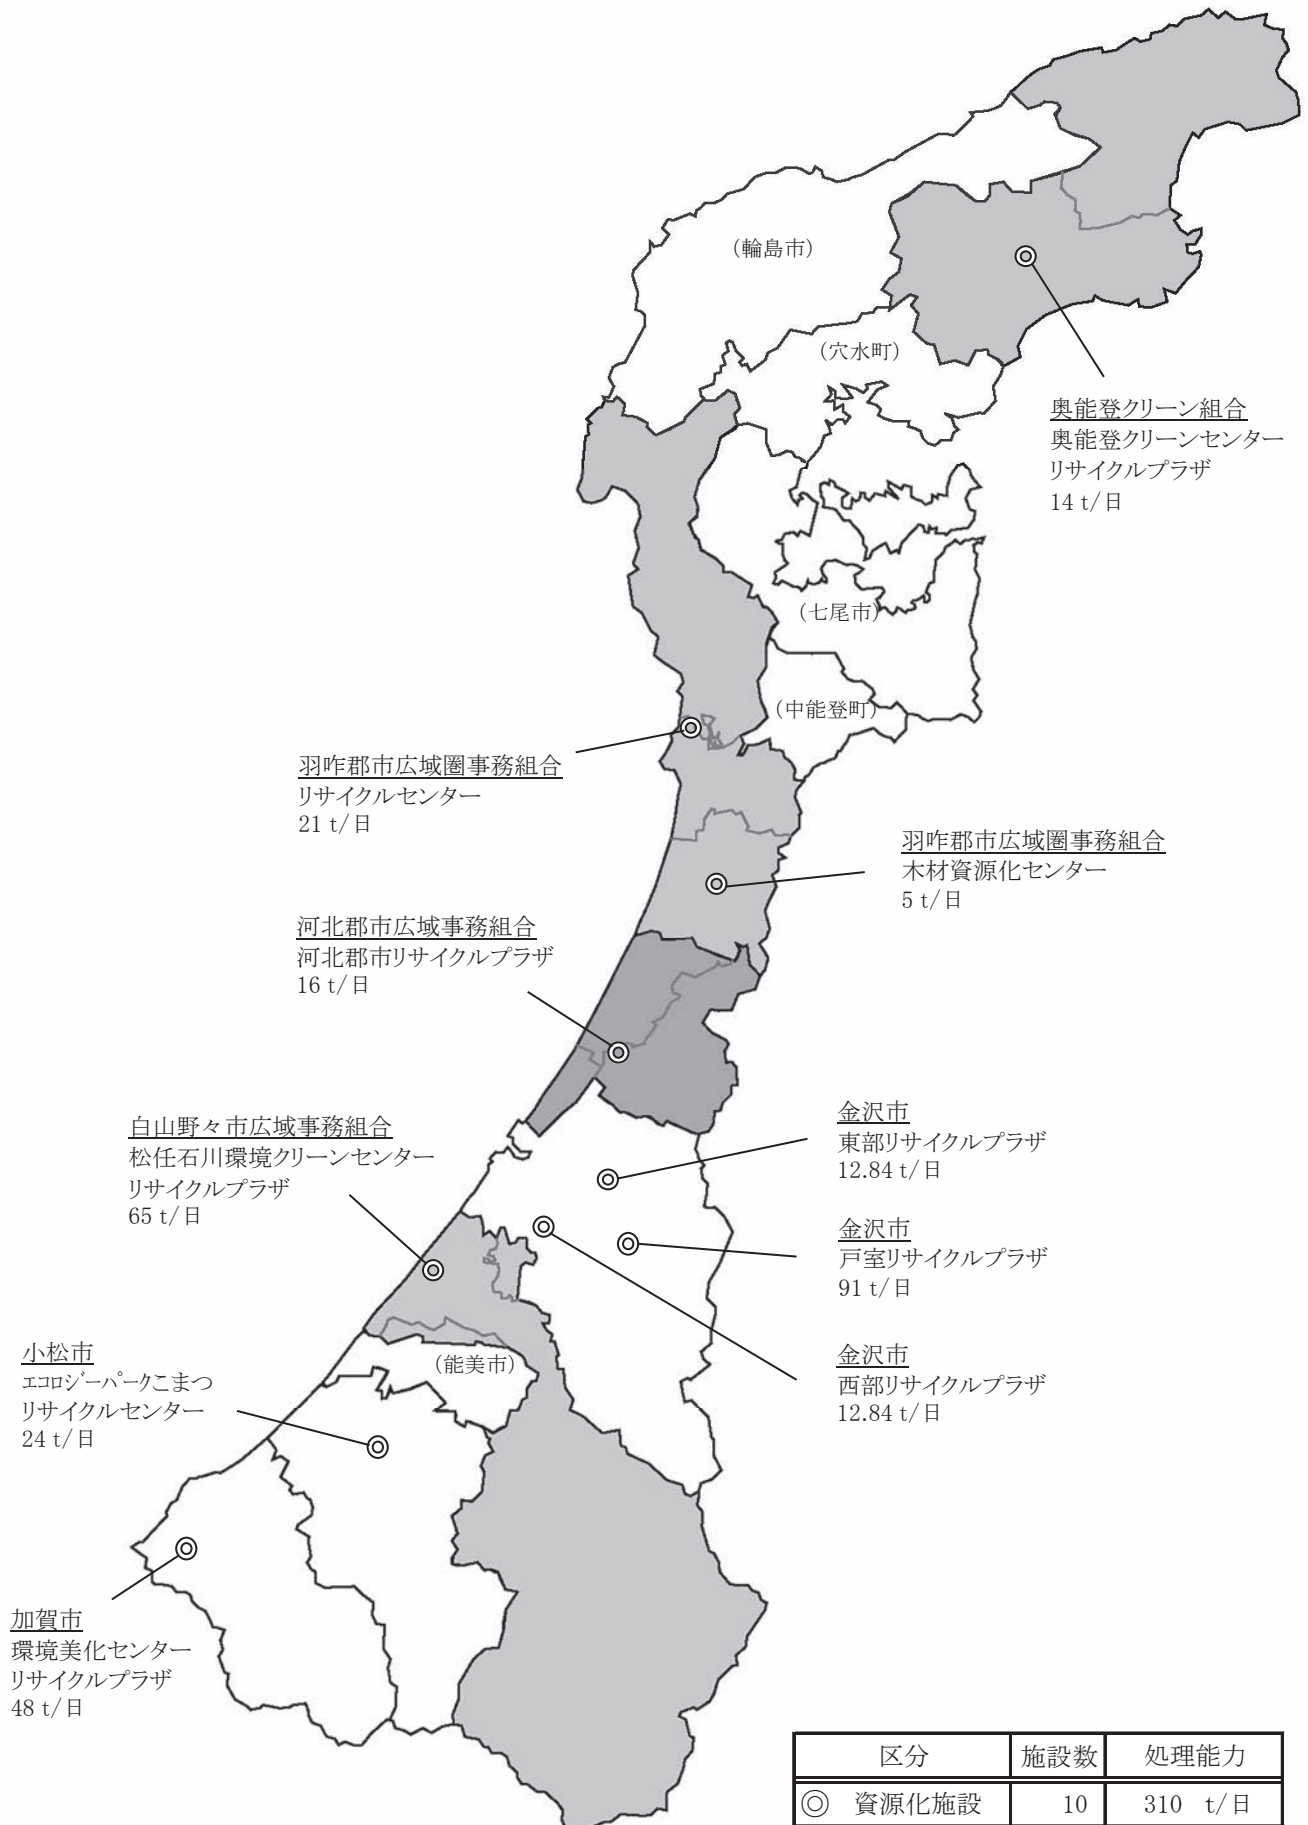 (輪島市)
(穴水町)
奥能登クリーン組合
奥能登クリーンセンター
リサイクルプラザ
14 t/日
(七尾市)
(中能登町)
羽咋郡市広域圏事務組合
リサイクルセンター
21 t/日
羽咋郡市広域圏事務組合
木材資源化センター
5 t/日
河北郡市広域事務組合
河北郡市リサイクルプラザ
16 t/日
白山野々市広域事務組合
松任石川環境クリーンセンター
リサイクルプラザ
65 t/日
金沢市
東部リサイクルプラザ
12.84 t/日
金沢市
戸室リサイクルプラザ
91 t/日
金沢市
西部リサイクルプラザ
12.84 t/日
(能美市)
小松市
エコロジーパークこまつ
リサイクルセンター
24 t/日
加賀市
環境美化センター
リサイクルプラザ
48 t/日
区分 施設数 処理能力
◎ 資源化施設 10 310 t/日